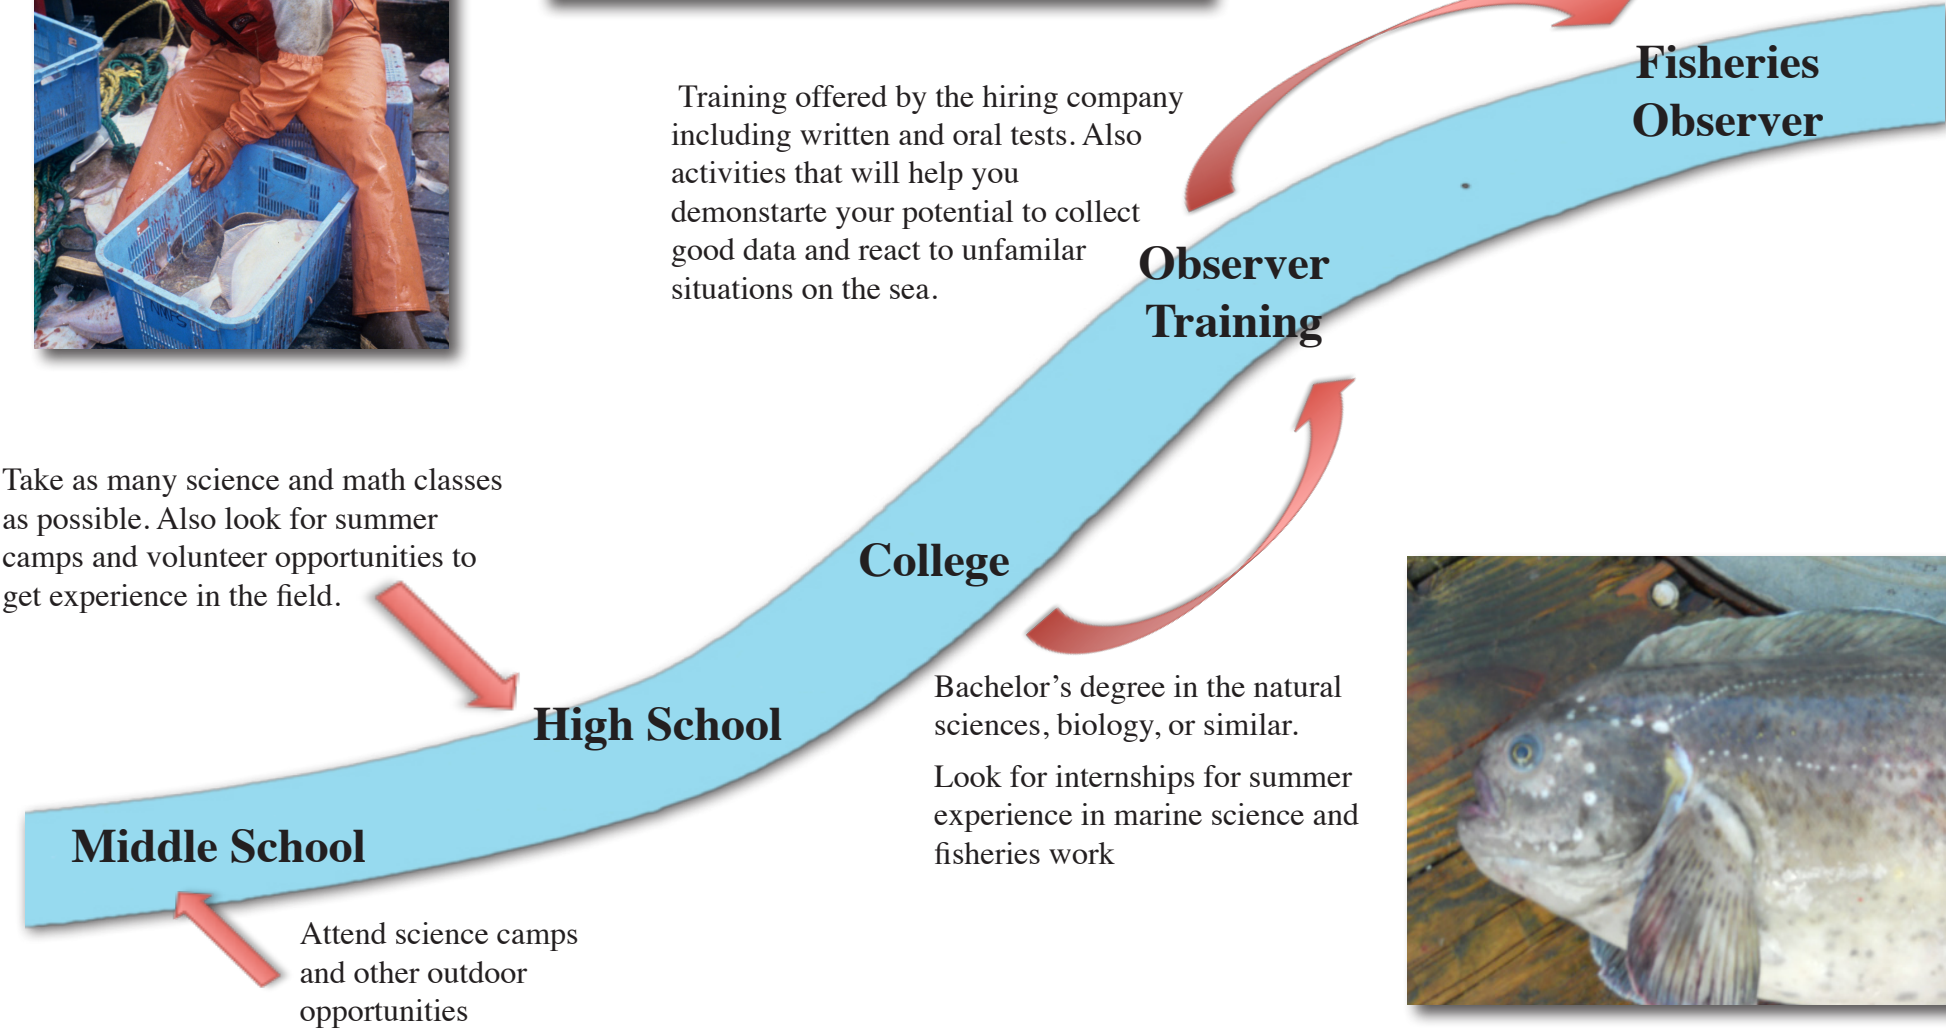 Fisheries
Observer
Training offered by the hiring company
including written and oral tests. Also
activities that will help you
demonstarte your potential to collect
good data and react to unfamilar
situations on the sea.
Observer
Training
Take as many science and math classes
as possible. Also look for summer
camps and volunteer opportunities to
get experience in the field.
College
Bachelor’s degree in the natural
sciences, biology, or similar.
Look for internships for summer
experience in marine science and
fisheries work
High School
Middle School
Attend science camps
and other outdoor
opportunities